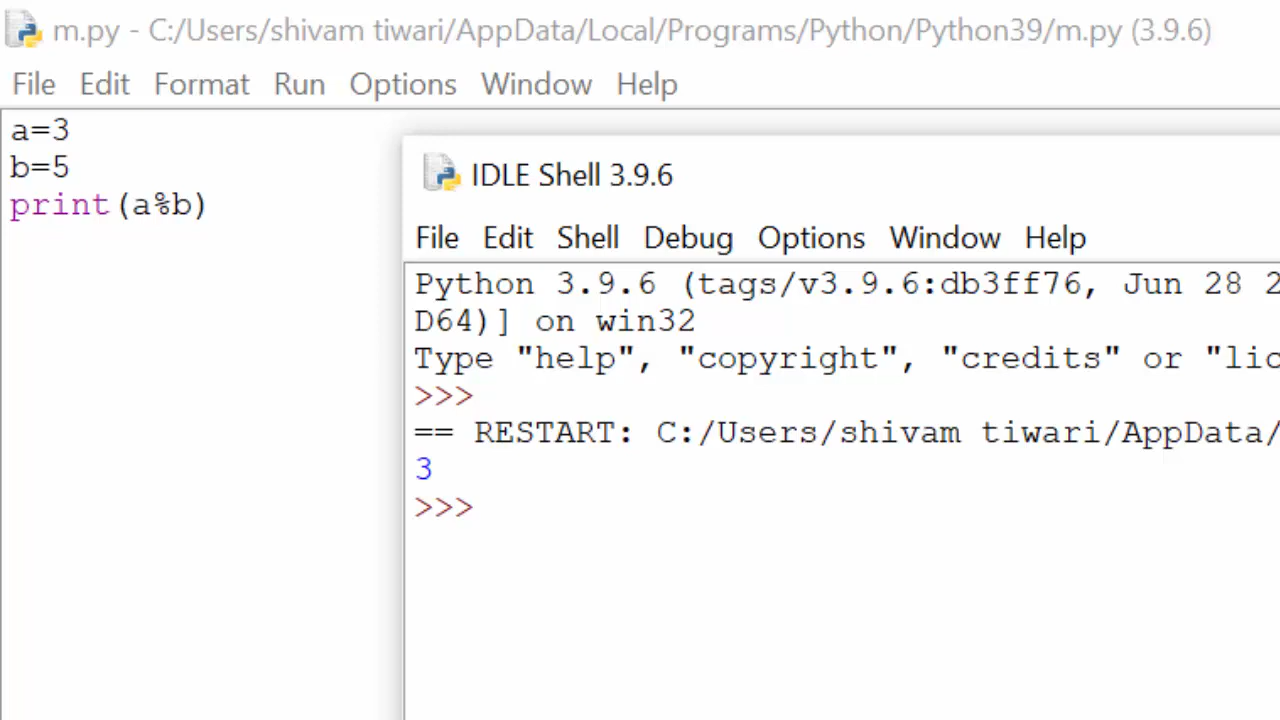 m.py - C:/Users/shivam tiwari/AppData/Local/Programs/Python/Python39/m.py (3.9.6)
File Edit Format Run Options Window Help
a=3
b=5
print(a%b)
IDLE Shell 3.9.6
File Edit Shell Debug Options Window Help
Python 3.9.6 (tags/v3.9.6:db3ff76, Jun 28 2
D64)] on win32
Type "help", "copyright", "credits" or "lic
>>>
== RESTART: C:/Users/shivam tiwari/AppData/
3
>>>